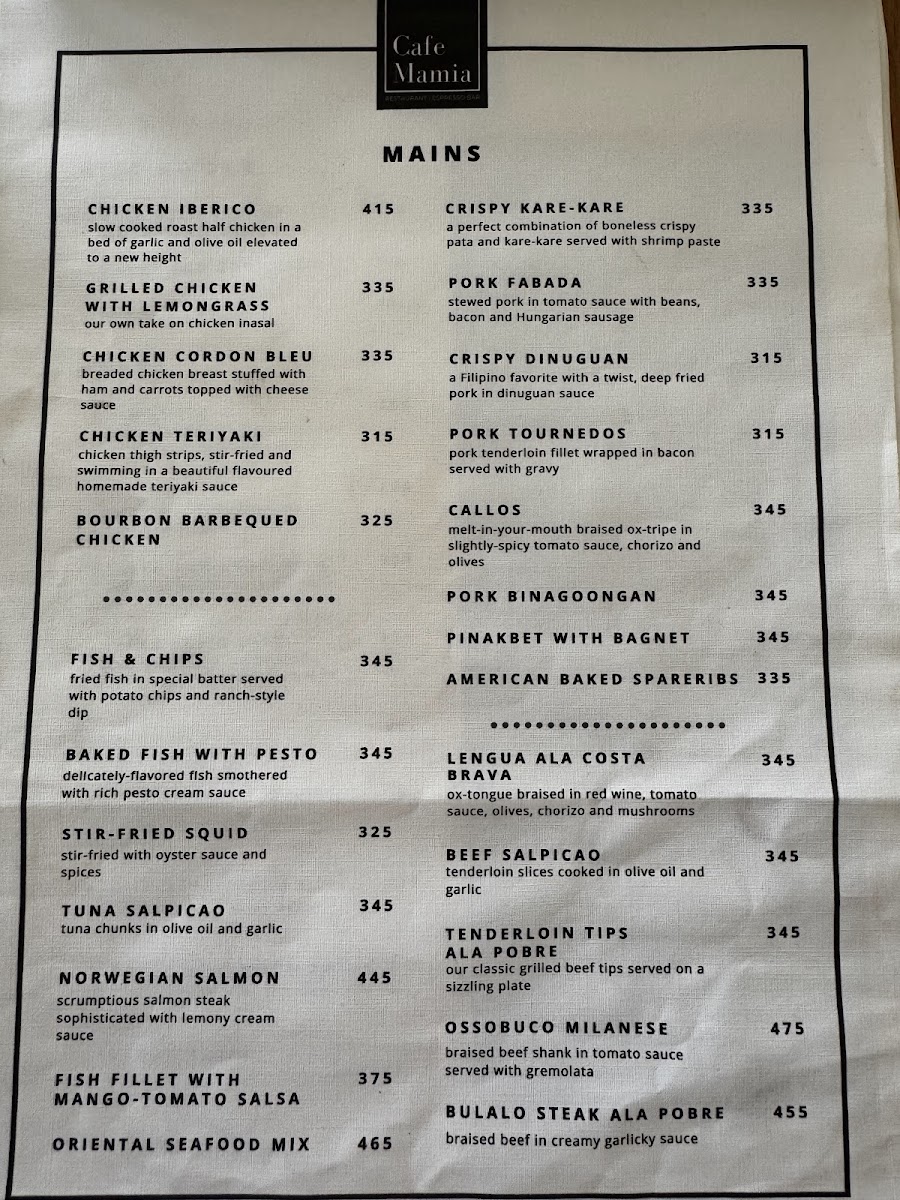 Cafe
Mamia
RESTAURANT | ESPRESSO BAR
MAINS
CHICKEN IBERICO 415
slow cooked roast half chicken in a
bed of garlic and olive oil elevated
to a new height
GRILLED CHICKEN 335
WITH LEMONGRASS
our own take on chicken inasal
CHICKEN CORDON BLEU 335
breaded chicken breast stuffed with
ham and carrots topped with cheese
sauce
CHICKEN TERIYAKI 315
chicken thigh strips, stir-fried and
swimming in a beautiful flavoured
homemade teriyaki sauce
BOURBON BARBEQUED 325
CHICKEN
FISH & CHIPS 345
fried fish in special batter served
with potato chips and ranch-style
dip
BAKED FISH WITH PESTO 345
delicately-flavored fish smothered
with rich pesto cream sauce
STIR-FRIED SQUID 325
stir-fried with oyster sauce and
spices
TUNA SALPICAO 345
tuna chunks in olive oil and garlic
NORWEGIAN SALMON 445
scrumptious salmon steak
sophisticated with lemony cream
sauce
FISH FILLET WITH 375
MANGO-TOMATO SALSA
ORIENTAL SEAFOOD MIX 465
CRISPY KARE-KARE 335
a perfect combination of boneless crispy
pata and kare-kare served with shrimp paste
PORK FABADA 335
stewed pork in tomato sauce with beans,
bacon and Hungarian sausage
CRISPY DINUGUAN 315
a Filipino favorite with a twist, deep fried
pork in dinuguan sauce
PORK TOURNEDOS 315
pork tenderloin fillet wrapped in bacon
served with gravy
CALLOS 345
melt-in-your-mouth braised ox-tripe in
slightly-spicy tomato sauce, chorizo and
olives
PORK BINAGOONGAN 345
PINAKBET WITH BAGNET 345
AMERICAN BAKED SPARERIBS 335
LENGUA ALA COSTA 345
BRAVA
ox-tongue braised in red wine, tomato
sauce, olives, chorizo and mushrooms
BEEF SALPICAO 345
tenderloin slices cooked in olive oil and
garlic
TENDERLOIN TIPS 345
ALA POBRE
our classic grilled beef tips served on a
sizzling plate
OSSOBUCO MILANESE 475
braised beef shank in tomato sauce
served with gremolata
BULALO STEAK ALA POBRE 455
braised beef in creamy garlicky sauce